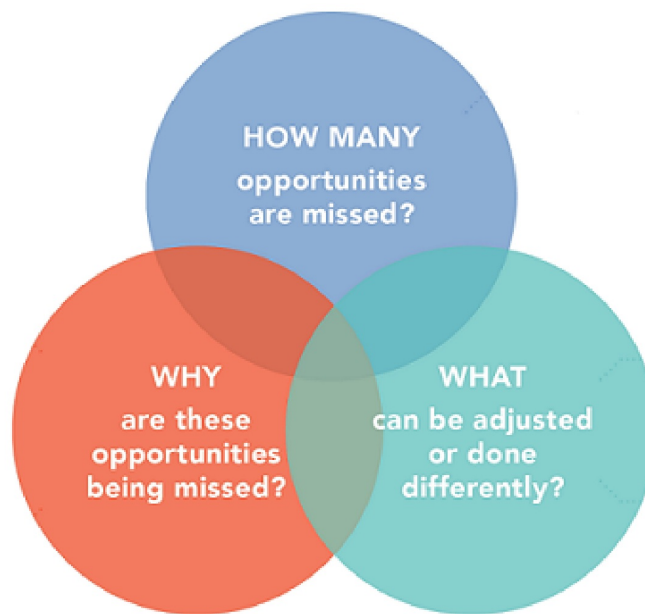 HOW MANY
opportunities
are missed?
WHY
are these
opportunities
being missed?
WHAT
can be adjusted
or done
differently?